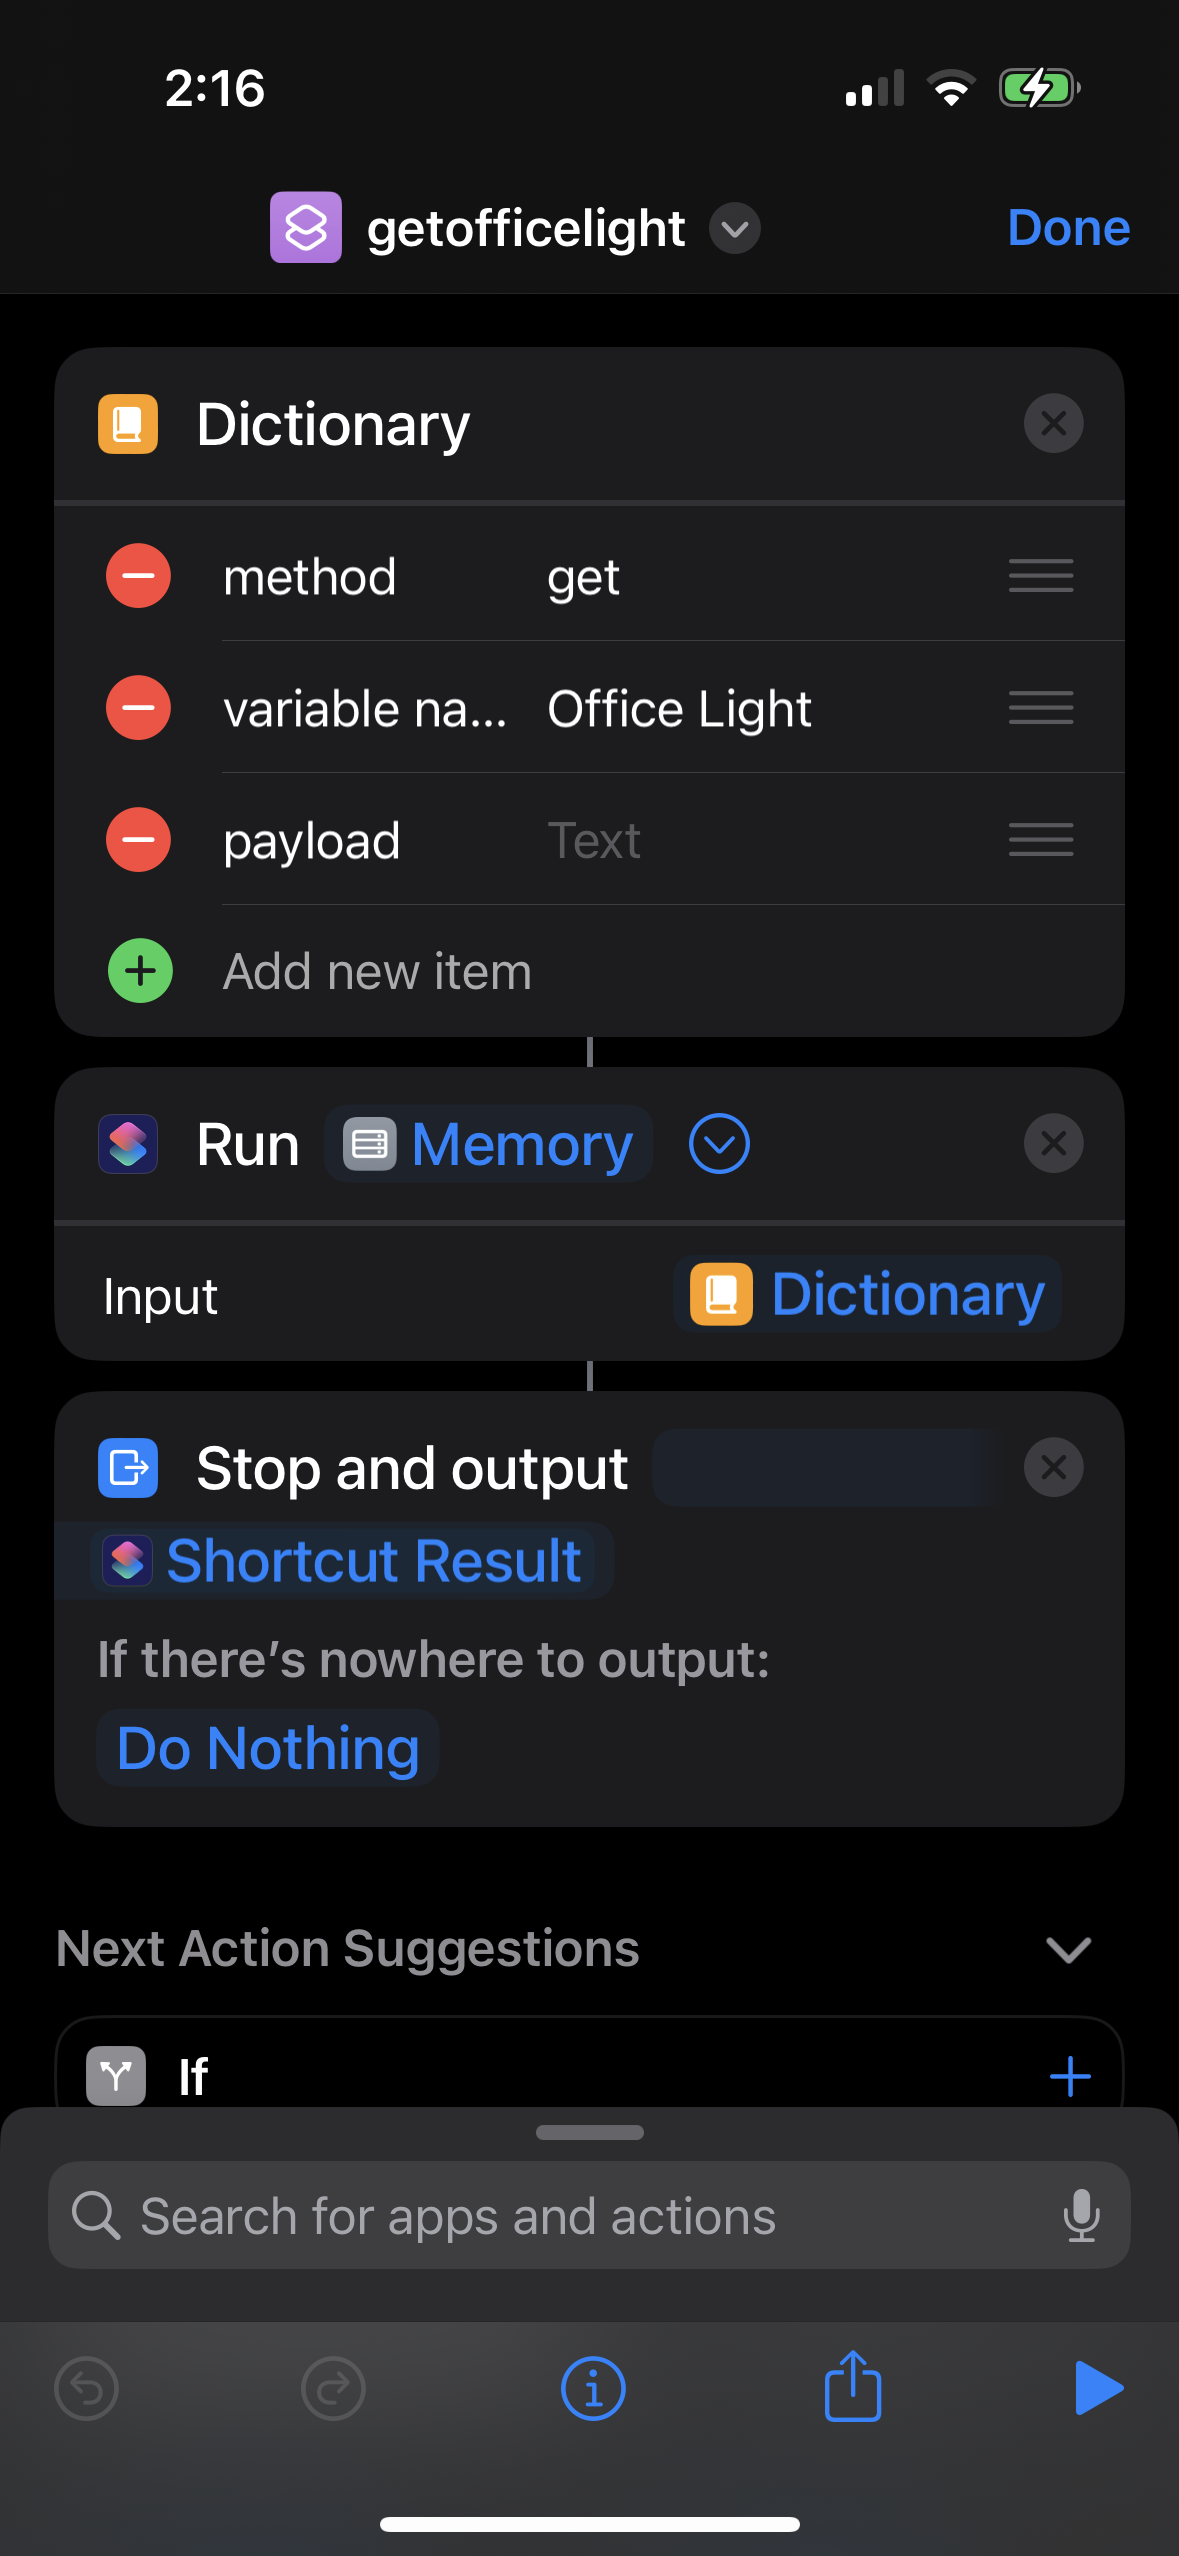 2:16
getofficelight
Done
Dictionary
method get
variable na... Office Light
payload Text
Add new item
Run Memory
Input Dictionary
Stop and output
Shortcut Result
If there’s nowhere to output:
Do Nothing
Next Action Suggestions
If
Search for apps and actions